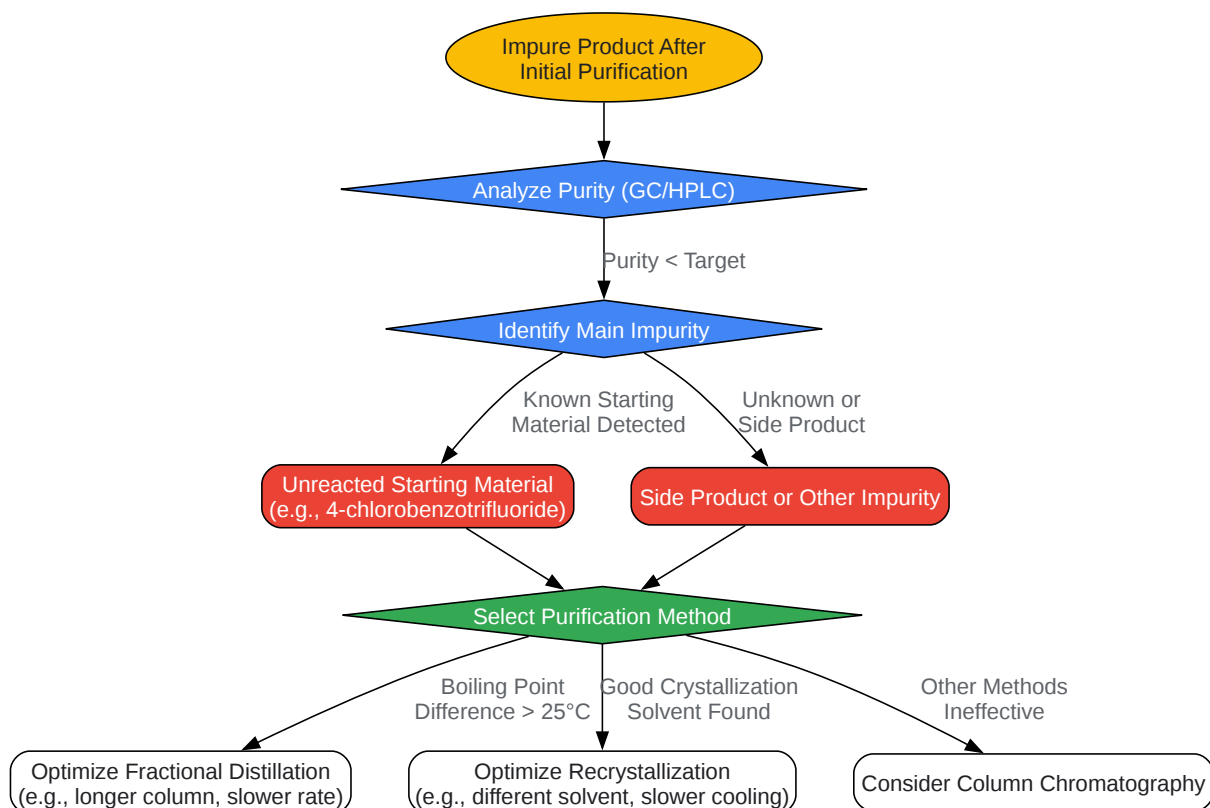 Impure Product After
Initial Purification
Analyze Purity (GC/HPLC)
Purity < Target
Identify Main Impurity
Known Starting
Material Detected
Unknown or
Side Product
Unreacted Starting Material
(e.g., 4-chlorobenzotrifluoride)
Side Product or Other Impurity
Select Purification Method
Boiling Point
Difference > 25°C
Good Crystallization
Solvent Found
Other Methods
Ineffective
Optimize Fractional Distillation
(e.g., longer column, slower rate)
Optimize Recrystallization
(e.g., different solvent, slower cooling)
Consider Column Chromatography